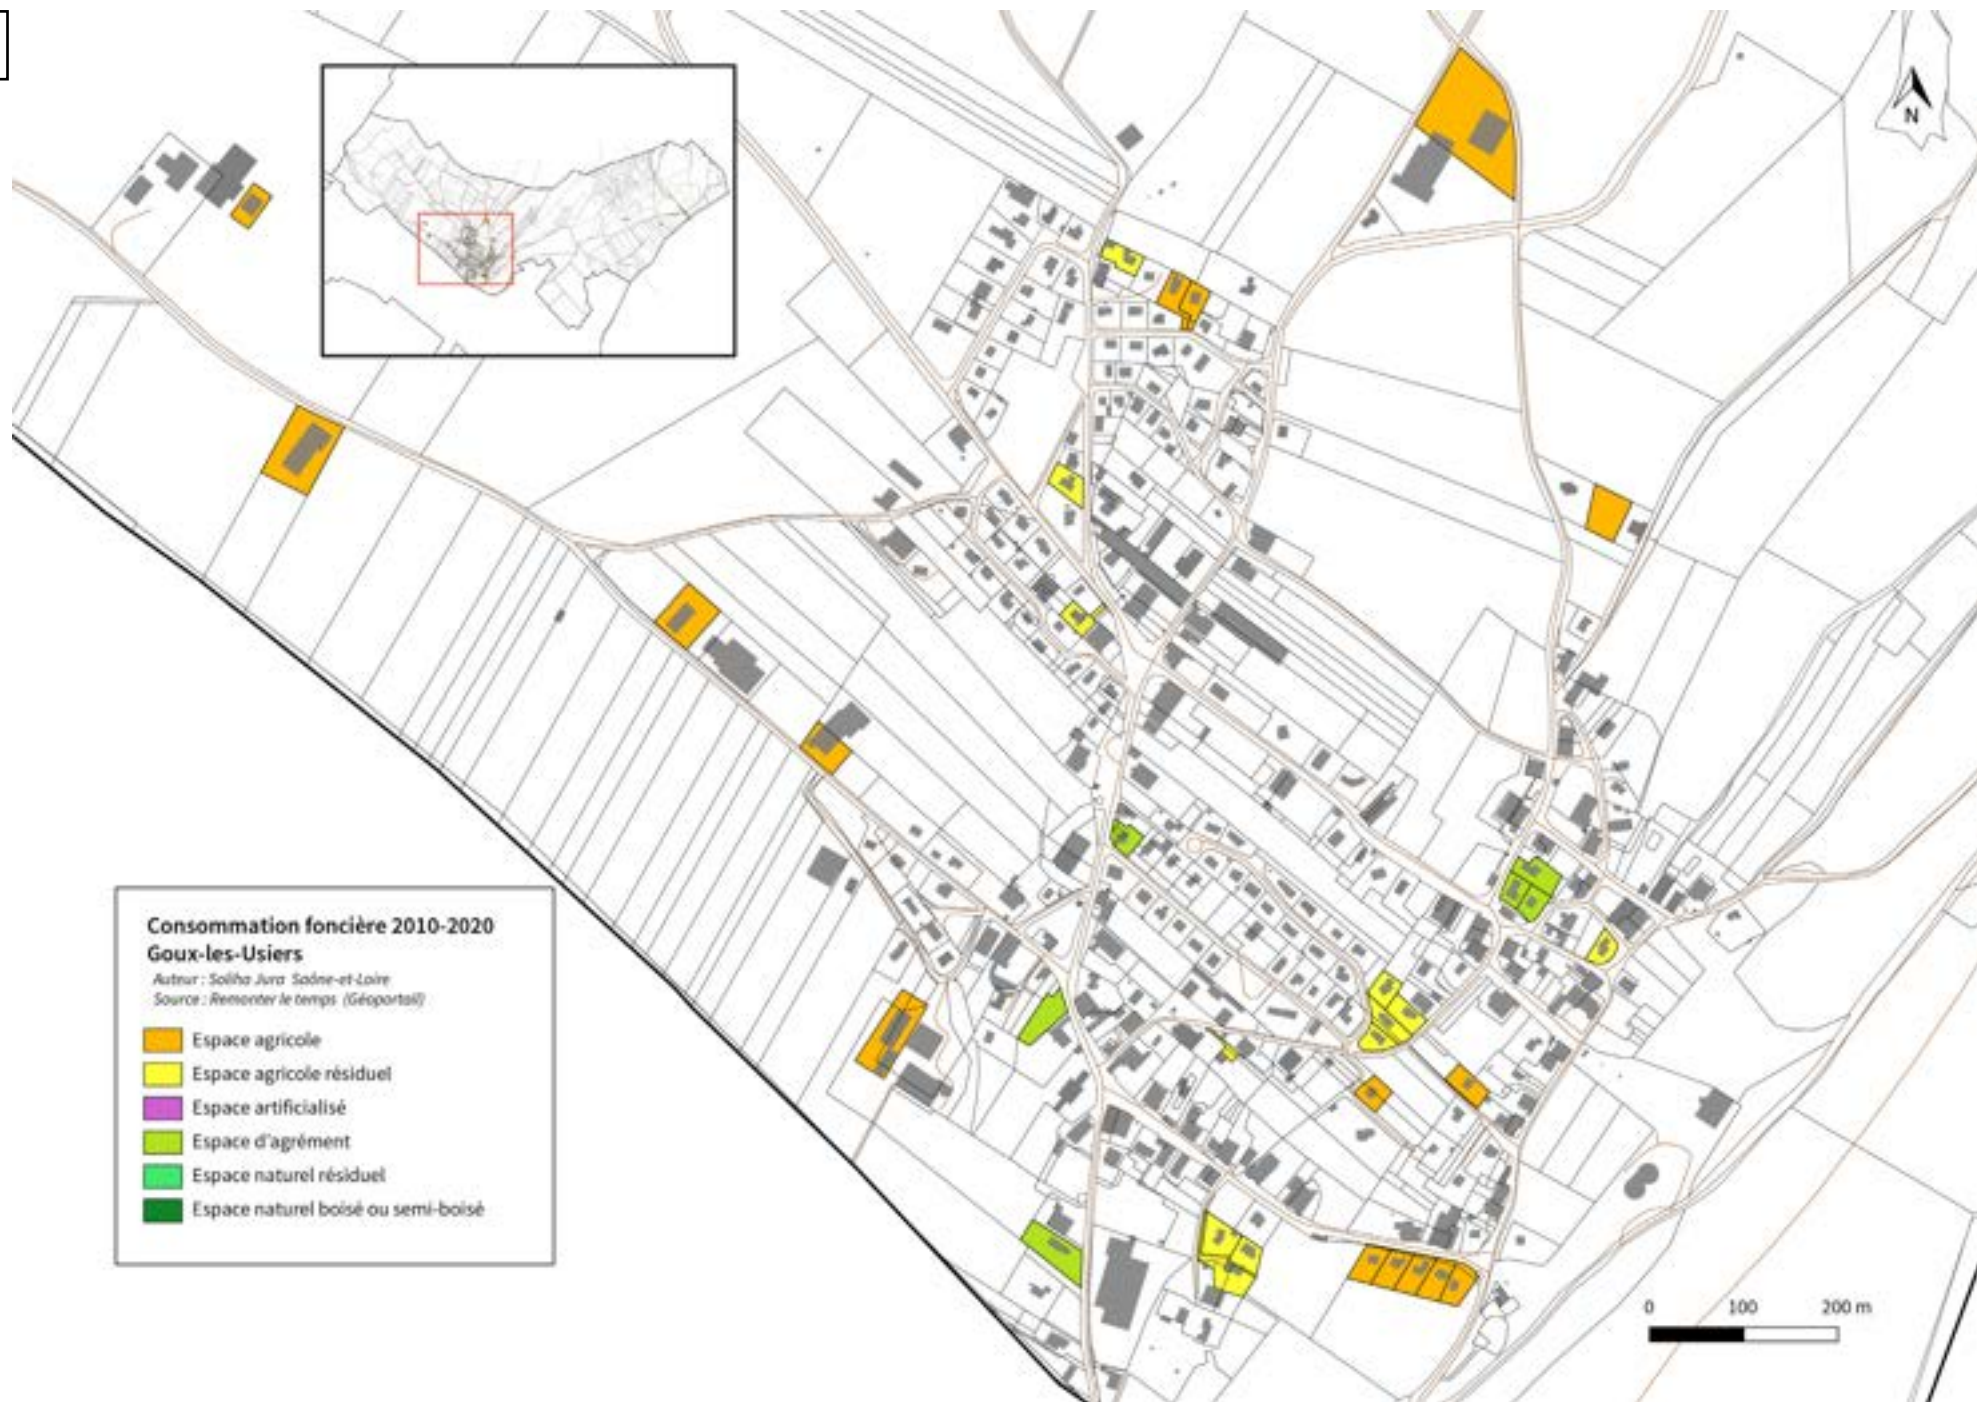 N
Consommation foncière 2010-2020
Goux-les-Usiers
Auteur : Soliha Jura Saône-et-Loire
Source : Remonter le temps (Géoportail)
Espace agricole
Espace agricole résiduel
Espace artificialisé
Espace d'agrément
Espace naturel résiduel
Espace naturel boisé ou semi-boisé
0 100 200 m